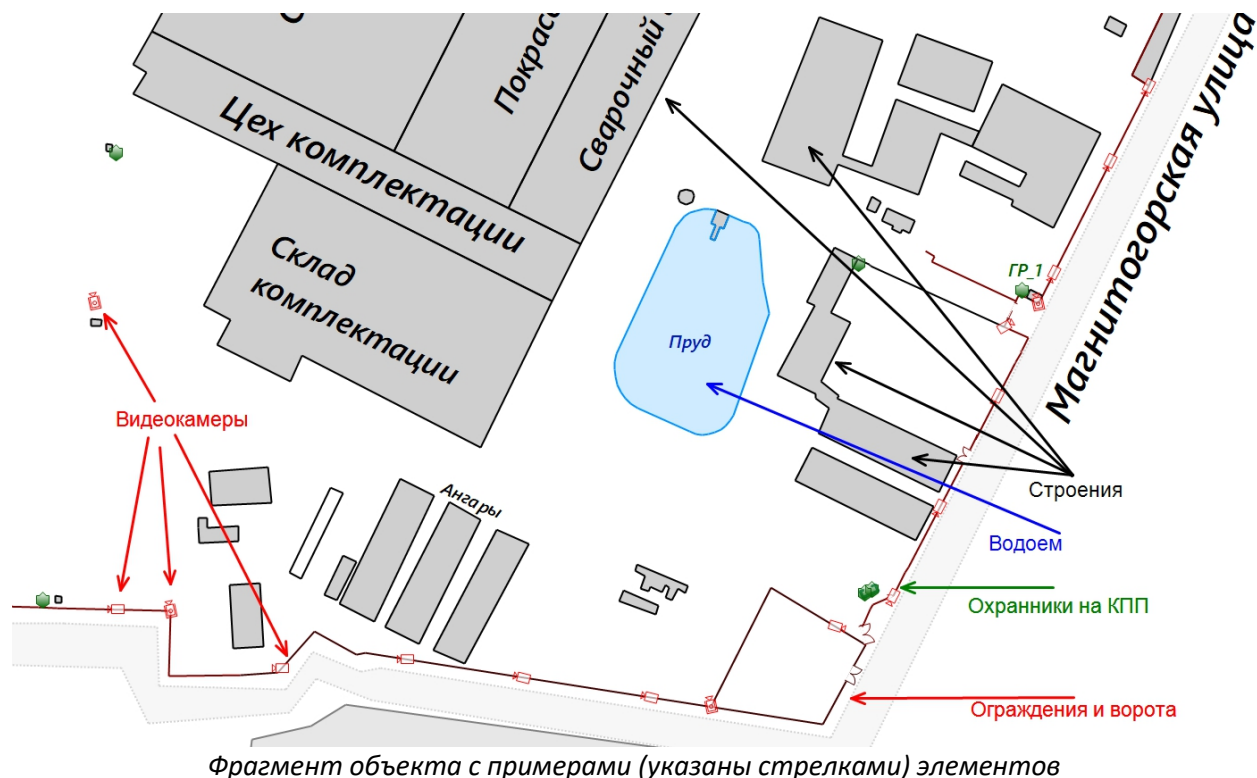 С
Покрасо
Сварочный
Цех комплектации
Склад
комплектации
Магнитогорская улица
ГР_1
Пруд
Видеокамеры
Ангары
Строения
Водоем
Охранники на КПП
Ограждения и ворота
Фрагмент объекта с примерами (указаны стрелками) элементов